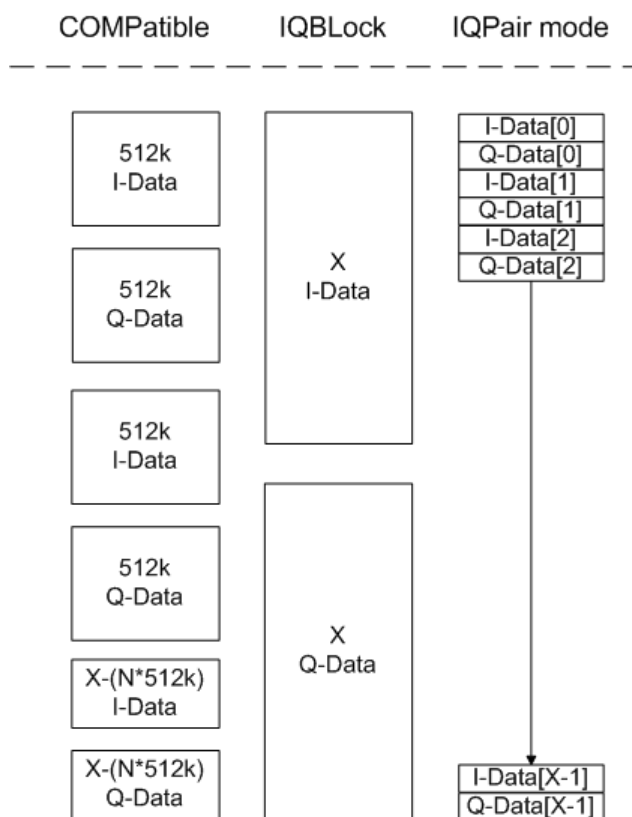 COMPatible IQBLock IQPair mode
512k
I-Data
512k
Q-Data
512k
I-Data
512k
Q-Data
X-(N*512k)
I-Data
X-(N*512k)
Q-Data
X
I-Data
X
Q-Data
I-Data[0]
Q-Data[0]
I-Data[1]
Q-Data[1]
I-Data[2]
Q-Data[2]
I-Data[X-1]
Q-Data[X-1]